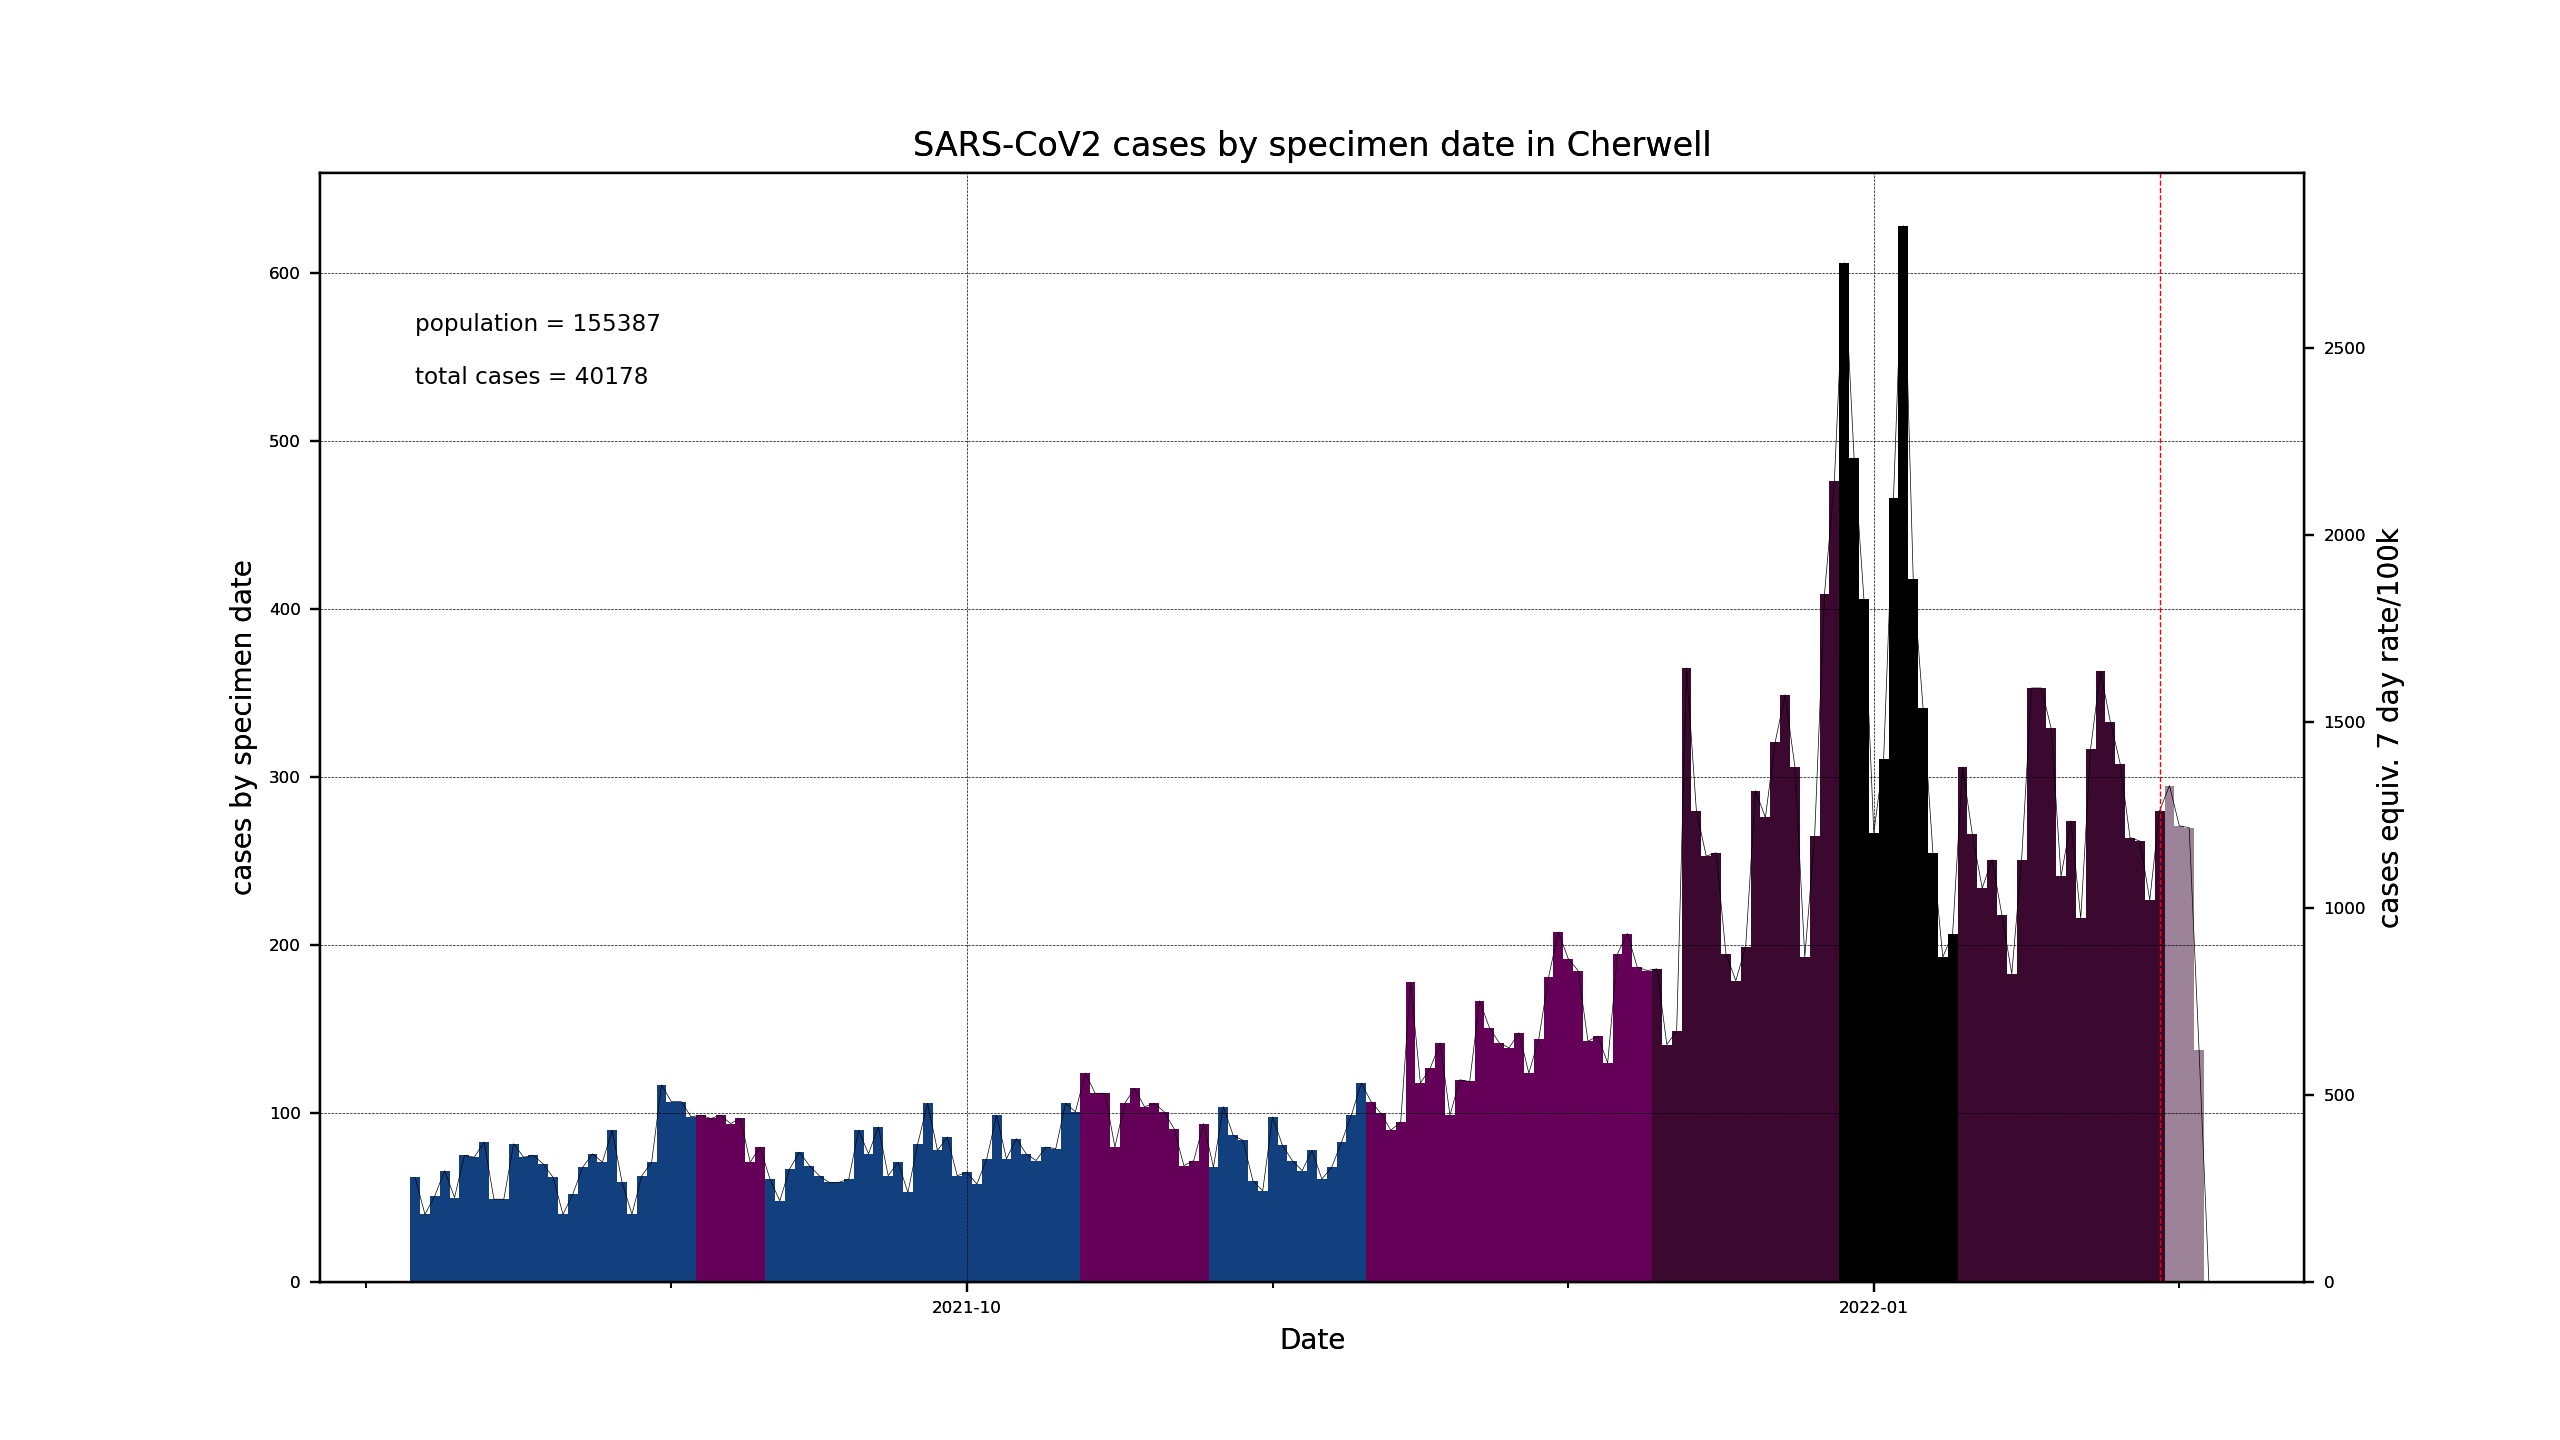 SARS-CoV2 cases by specimen date in Cherwell
population = 155387
total cases = 40178
cases by specimen date
600
500
400
300
200
100
0
2500
2000
1500
1000
500
0
cases equiv. 7 day rate/100k
2021-10
2022-01
Date